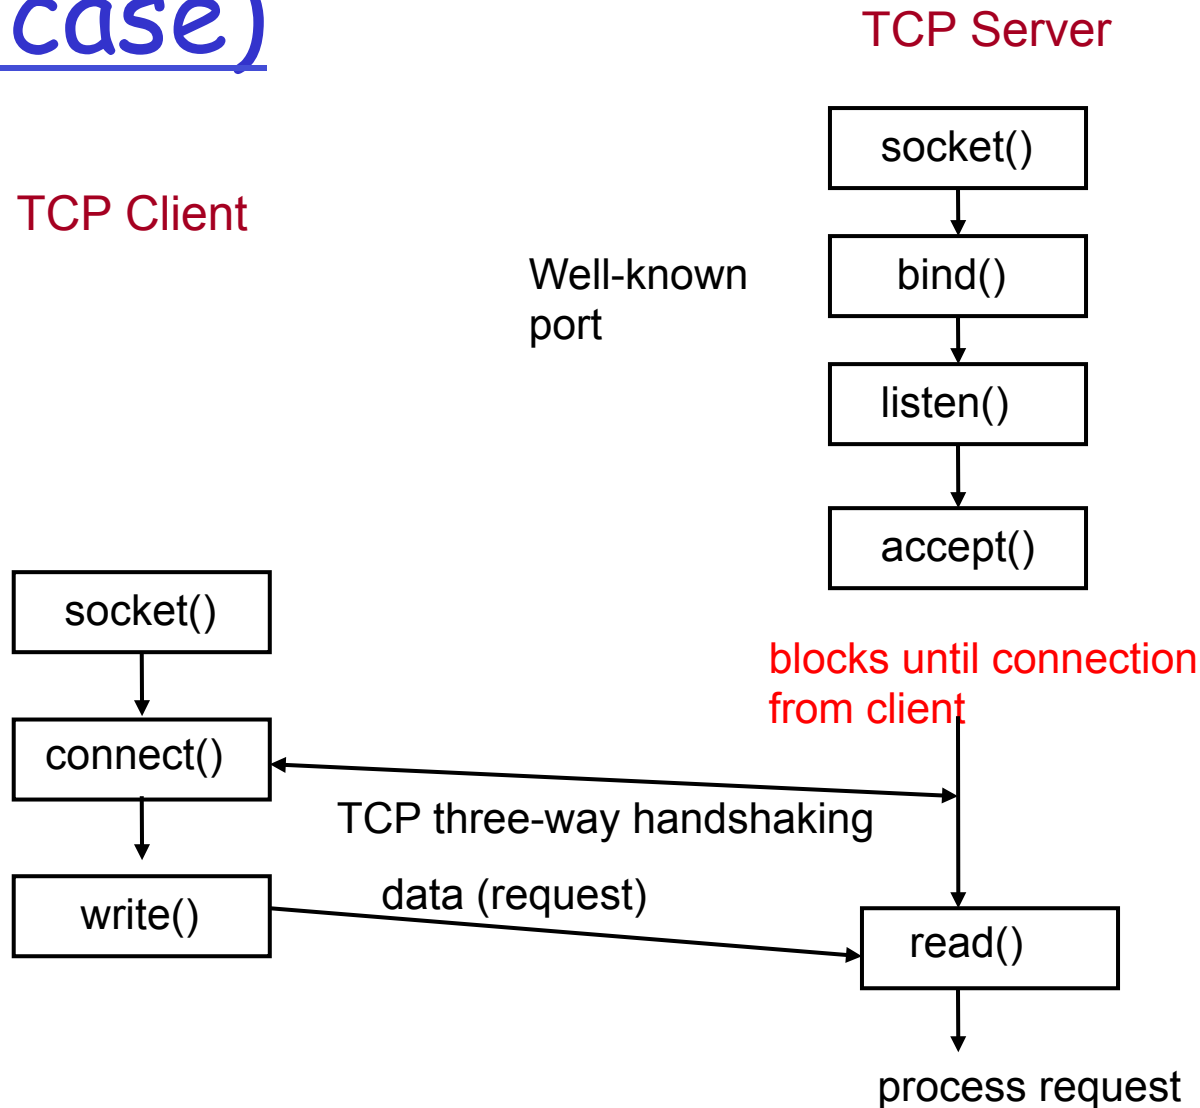 case)
TCP Server
socket()
TCP Client
Well-known
port
bind()
listen()
accept()
socket()
blocks until connection
from client
connect()
TCP three-way handshaking
data (request)
write()
read()
process request